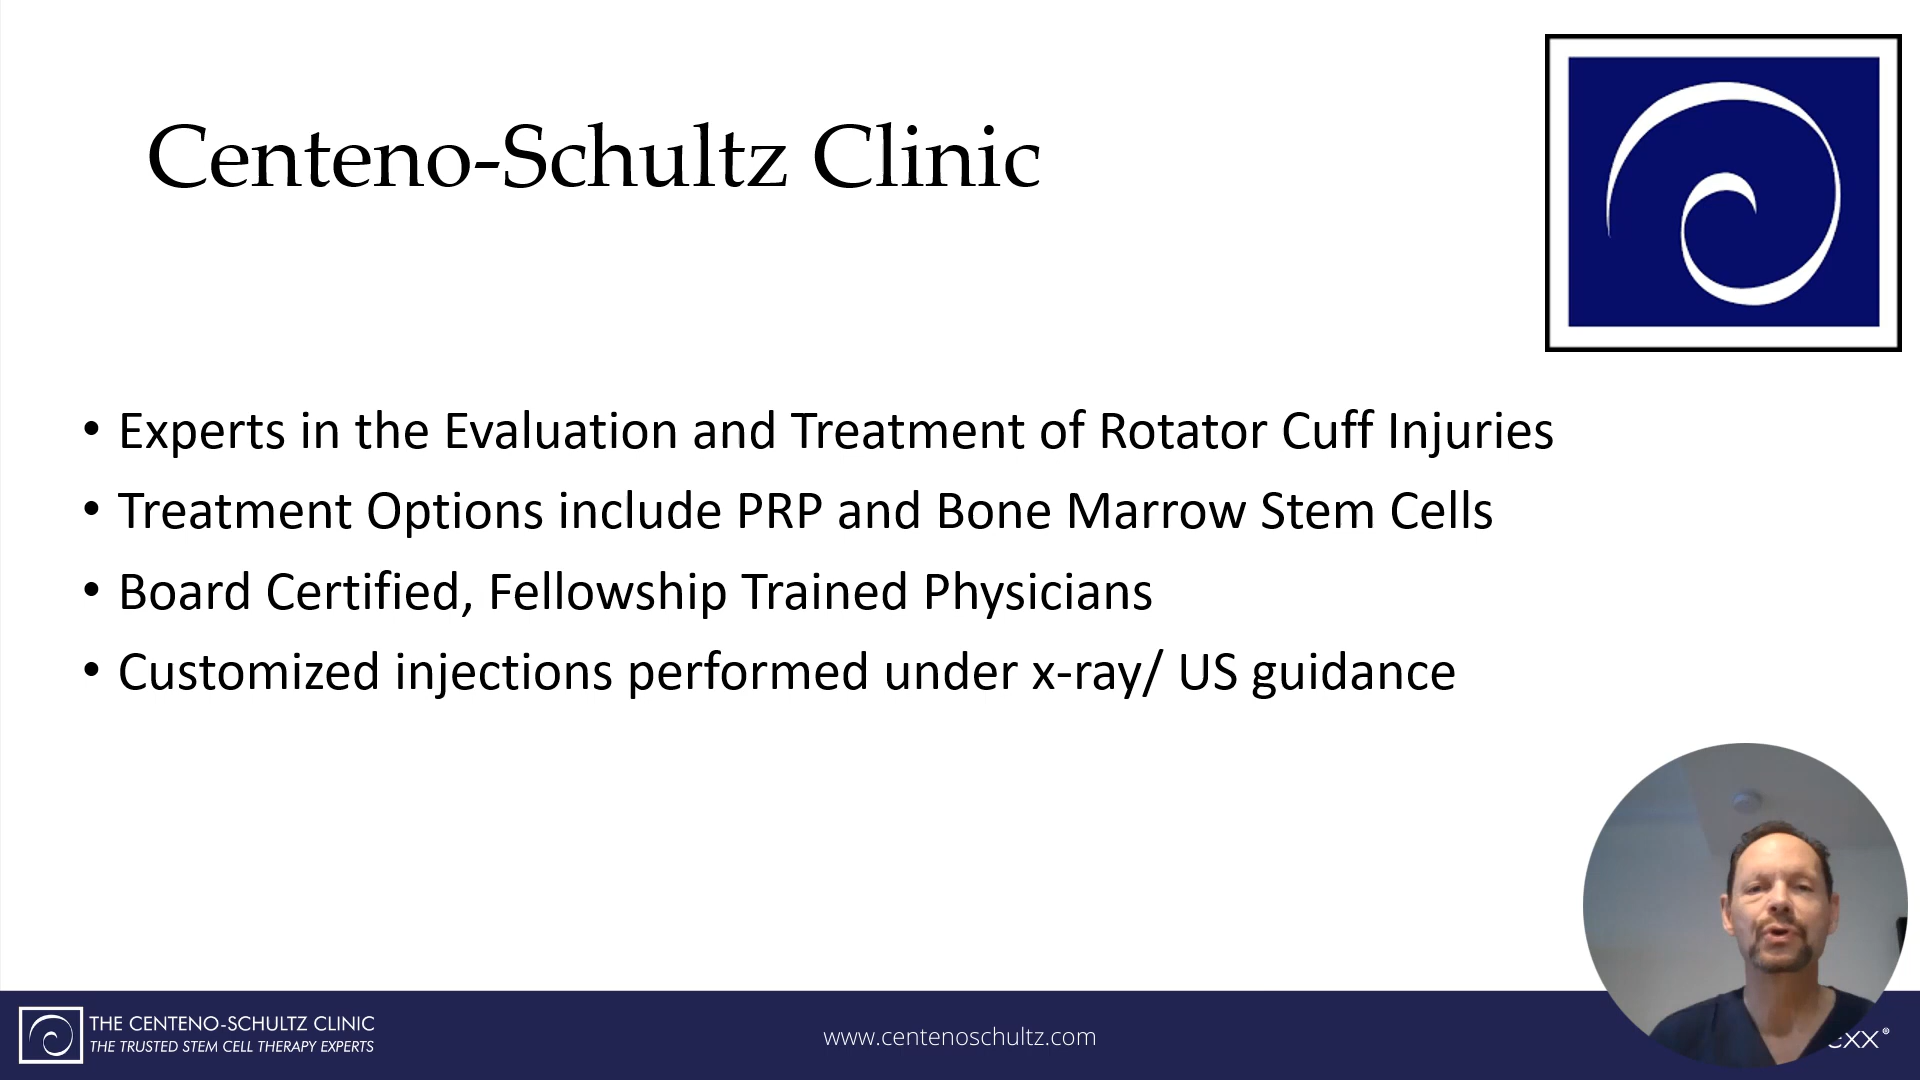 Centeno-Schultz Clinic
• Experts in the Evaluation and Treatment of Rotator Cuff Injuries
• Treatment Options include PRP and Bone Marrow Stem Cells
• Board Certified, Fellowship Trained Physicians
• Customized injections performed under x-ray/ US guidance
THE CENTENO-SCHULTZ CLINIC
THE TRUSTED STEM CELL THERAPY EXPERTS
www.centenoschultz.com